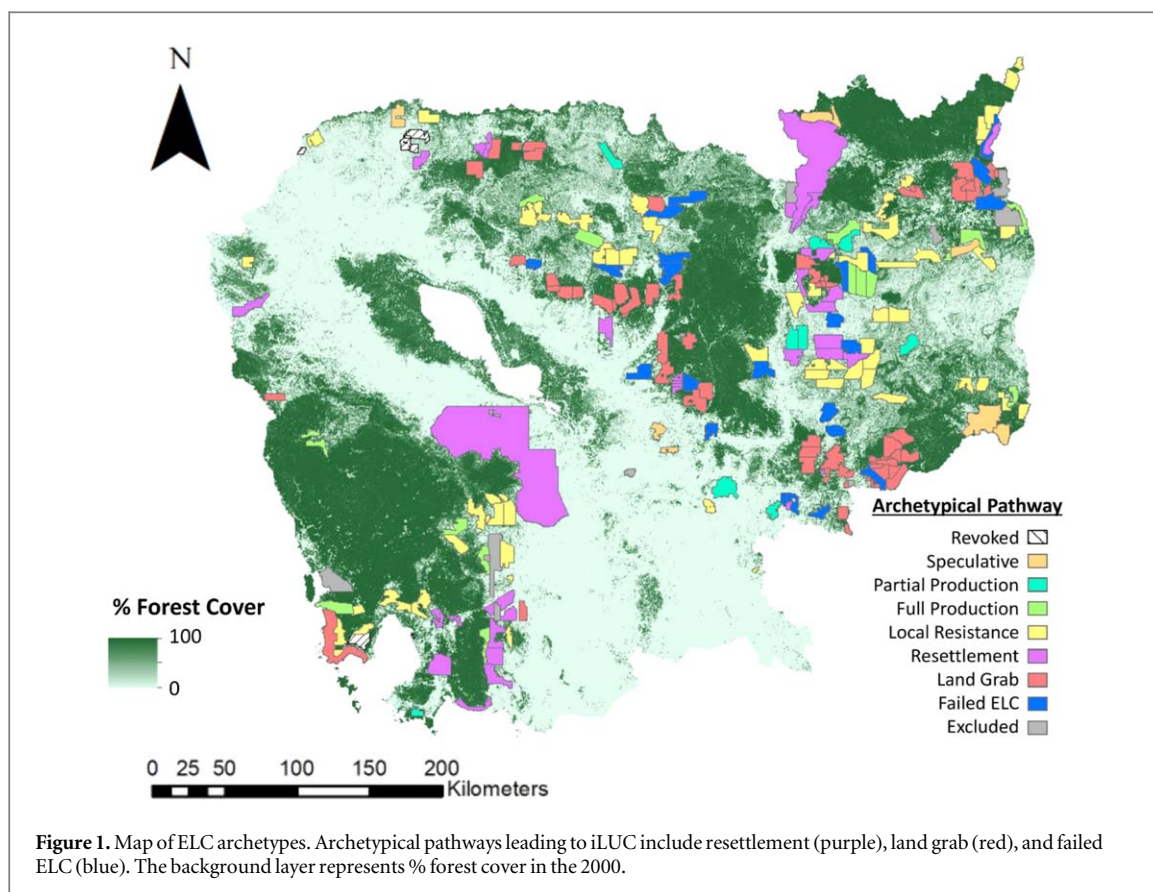 N
% Forest Cover
100
0
Archetypical Pathway
Revoked
Speculative
Partial Production
Full Production
Local Resistance
Resettlement
Land Grab
Failed ELC
Excluded
0 25 50 100 150 200
Kilometers
Figure 1. Map of ELC archetypes. Archetypical pathways leading to iLUC include resettlement (purple), land grab (red), and failed
ELC (blue). The background layer represents % forest cover in the 2000.